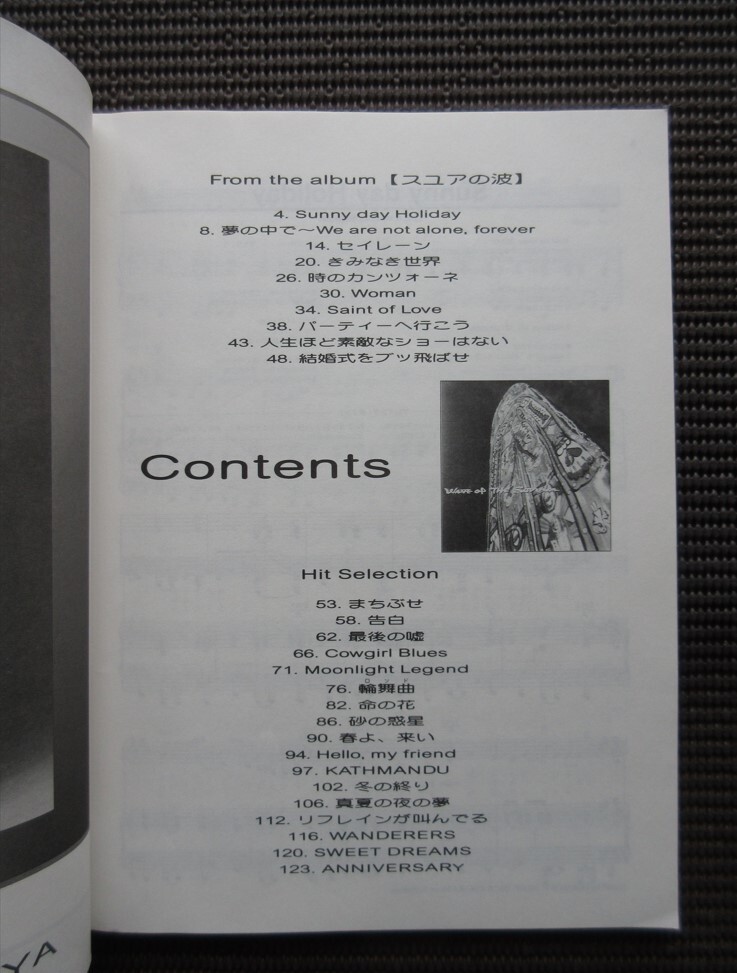 From the album【スユアの波】
4. Sunny day Holiday
8. 夢の中で〜We are not alone, forever
14. セイレーン
20. きみなき世界
26. 時のカンツォーネ
30. Woman
34. Saint of Love
38. パーティーへ行こう
43. 人生ほど素敵なショーはない
48. 結婚式をブッ飛ばせ
Contents
Wave of The
Hit Selection
53. まちぶせ
58. 告白
62. 最後の嘘
66. Cowgirl Blues
71. Moonlight Legend
ロンド
76. 輪舞曲
82. 命の花
86. 砂の惑星
90. 春よ、来い
94. Hello, my friend
97. KATHMANDU
102. 冬の終り
106. 真夏の夜の夢
112. リフレインが叫んでる
116. WANDERERS
120. SWEET DREAMS
123. ANNIVERSARY
YA